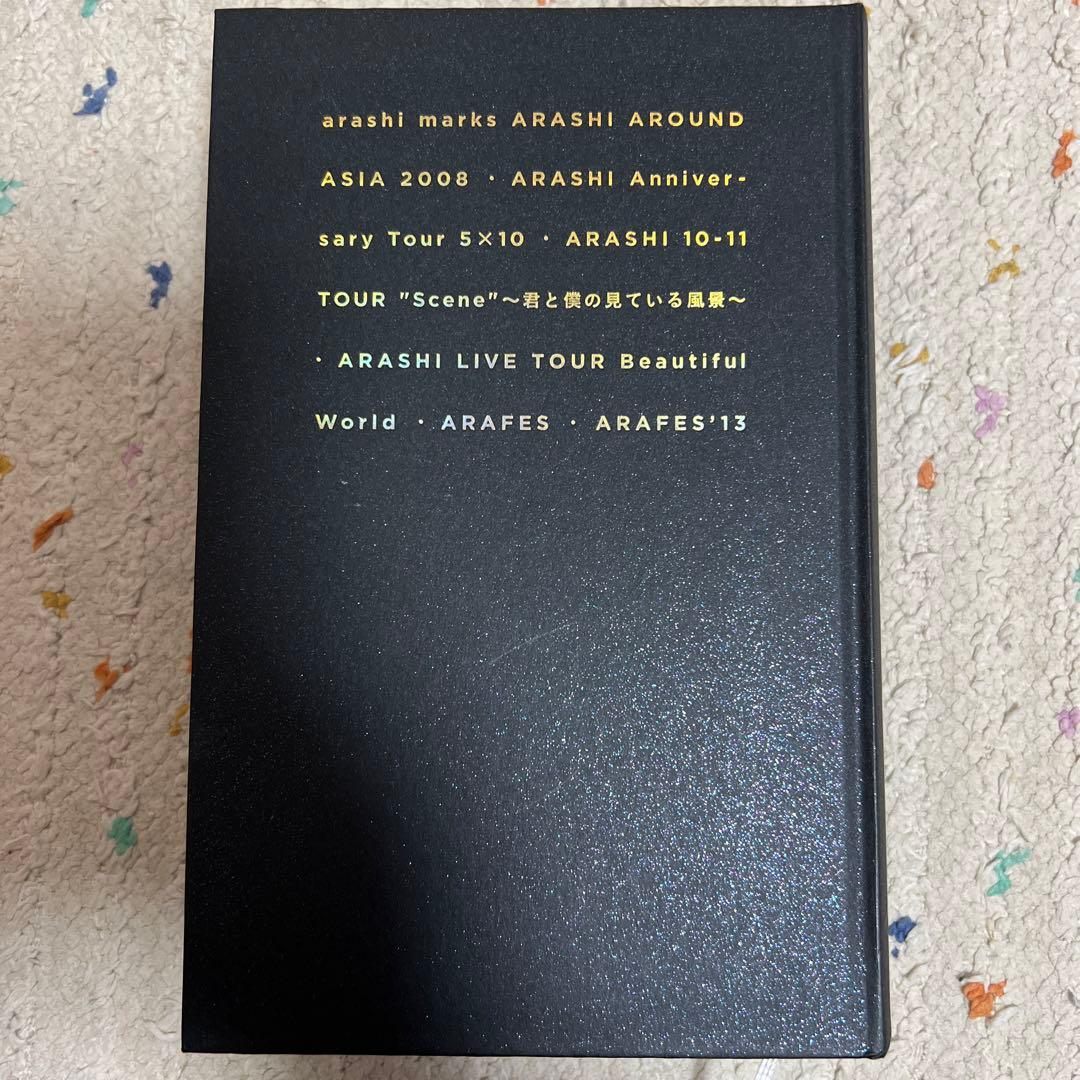 arashi marks ARASHI AROUND
ASIA 2008 · ARASHI Anniver-
sary Tour 5×10 · ARASHI 10-11
TOUR "Scene"～君と僕の見ている風景～
· ARASHI LIVE TOUR Beautiful
World · ARAFES · ARAFES'13